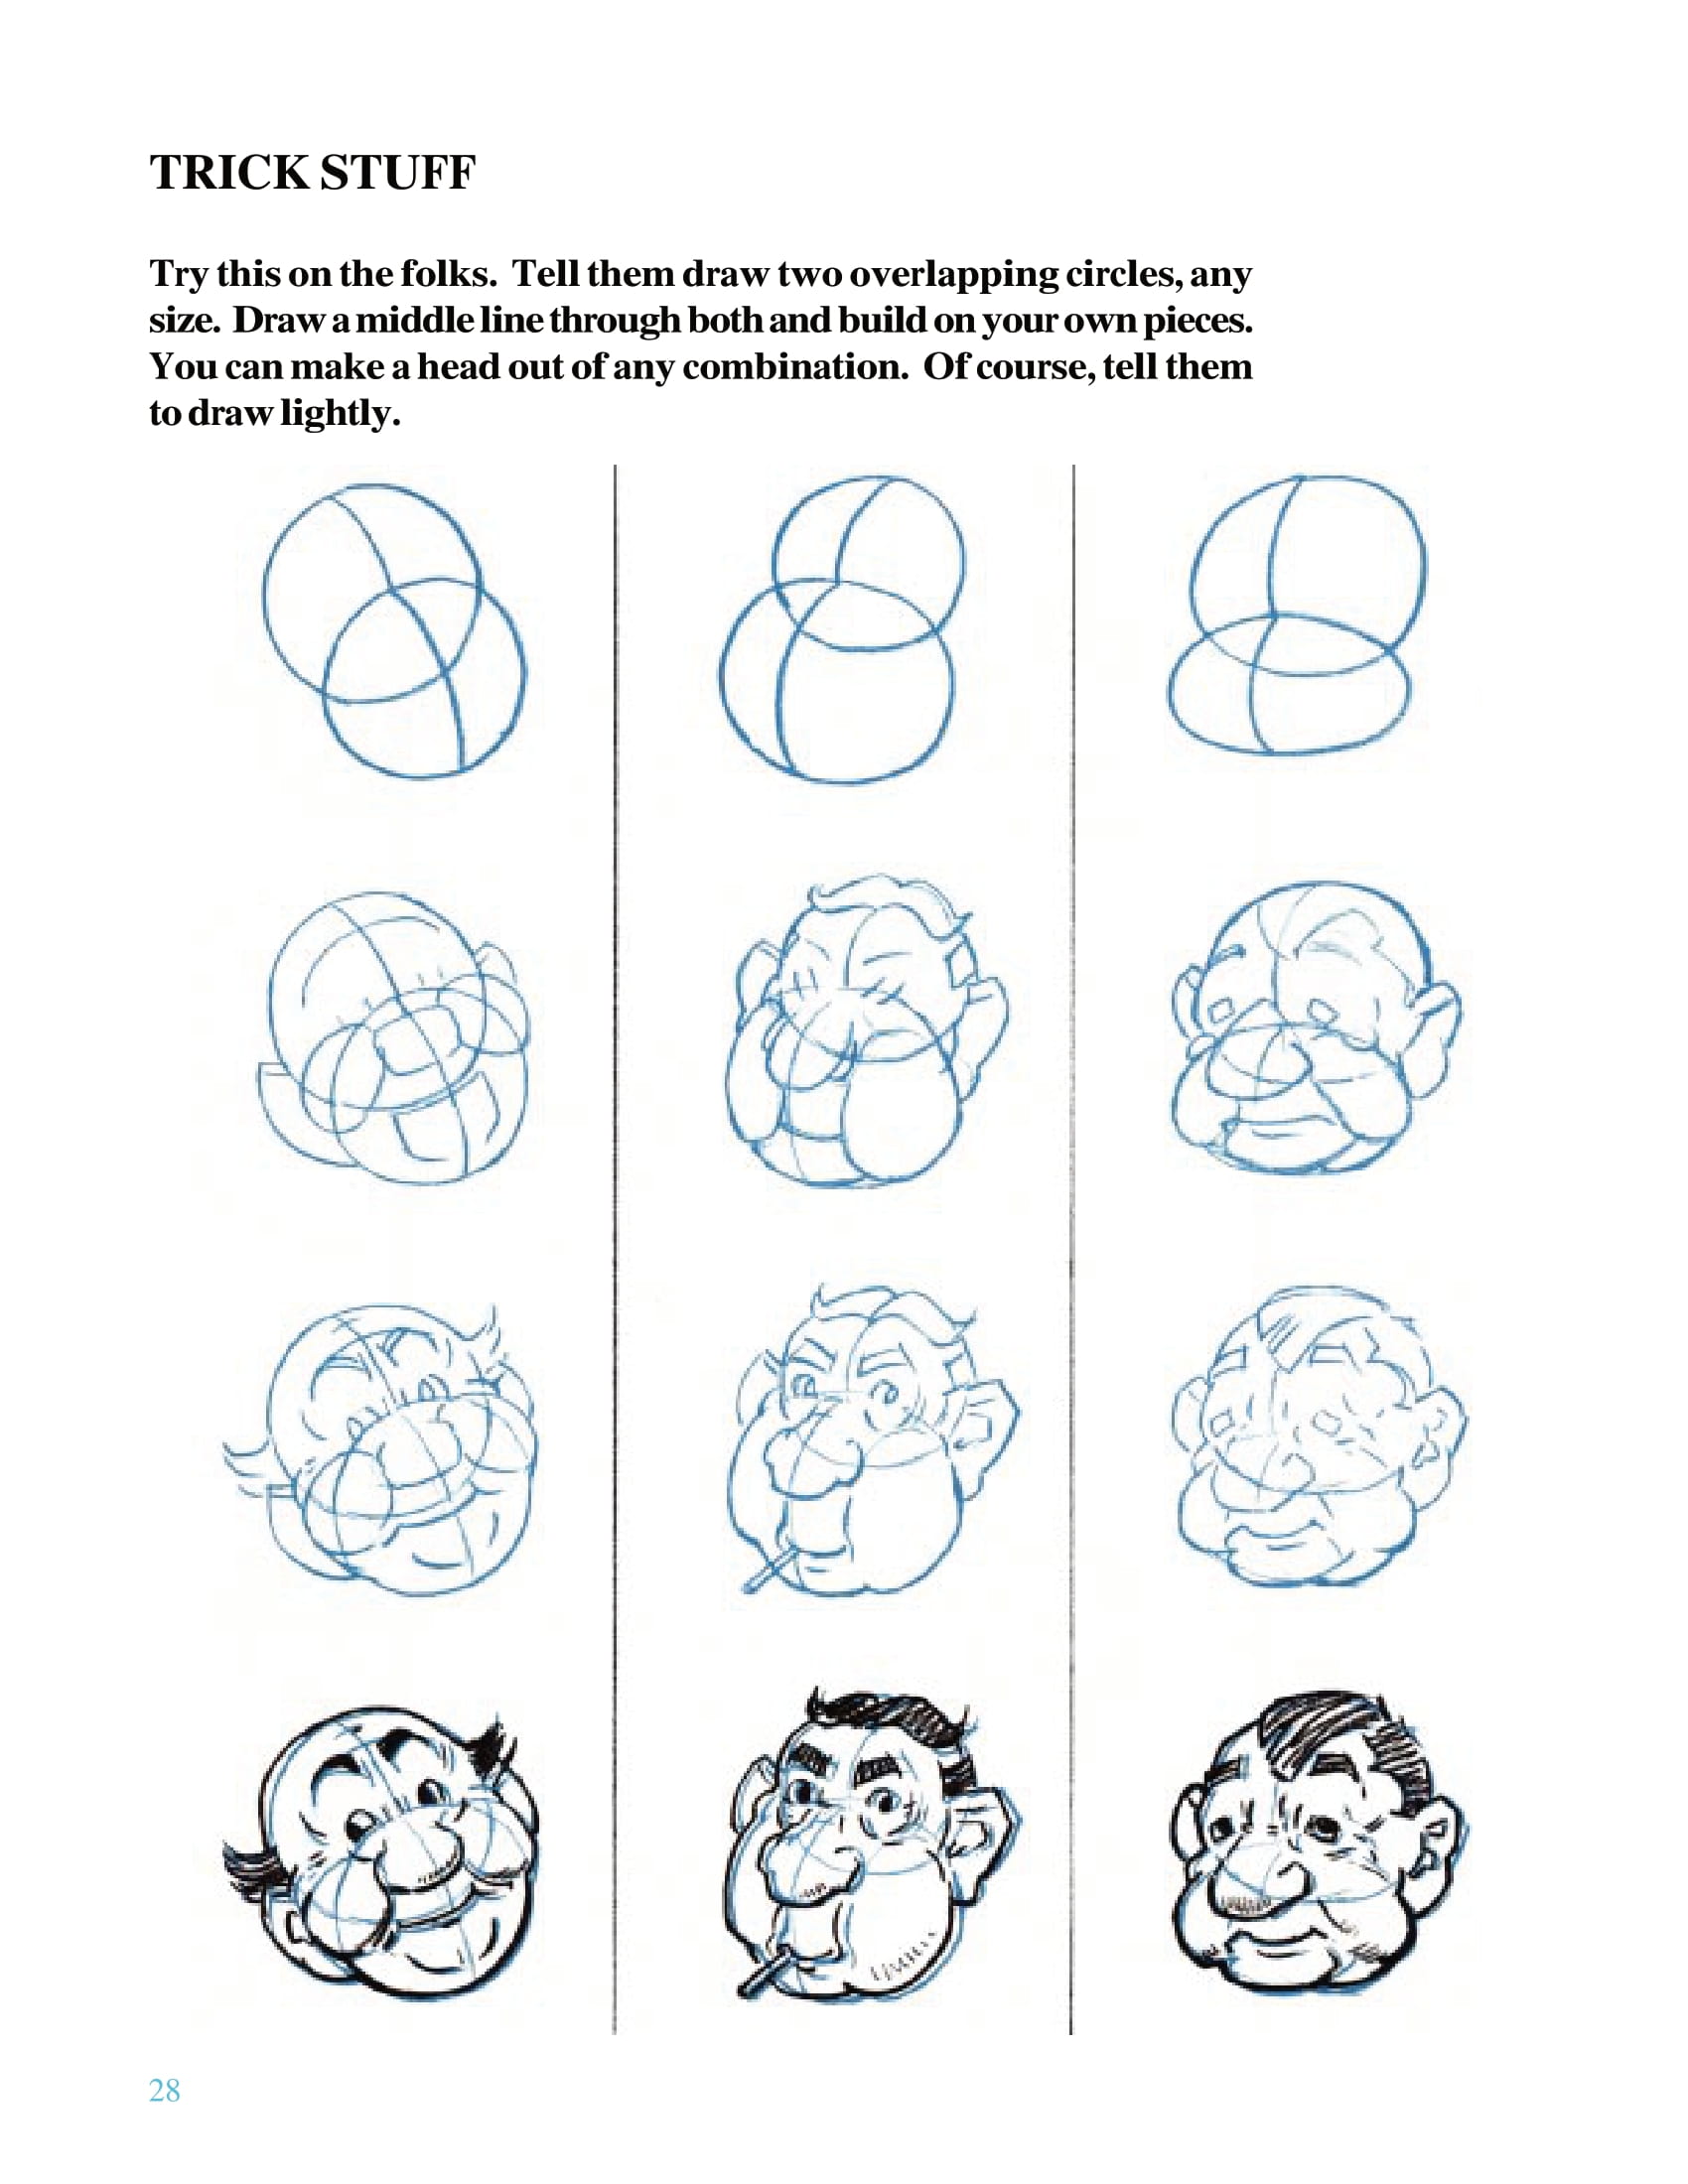 TRICK STUFF
Try this on the folks. Tell them draw two overlapping circles, any
size. Draw a middle line through both and build on your own pieces.
You can make a head out of any combination. Of course, tell them
to draw lightly.
28